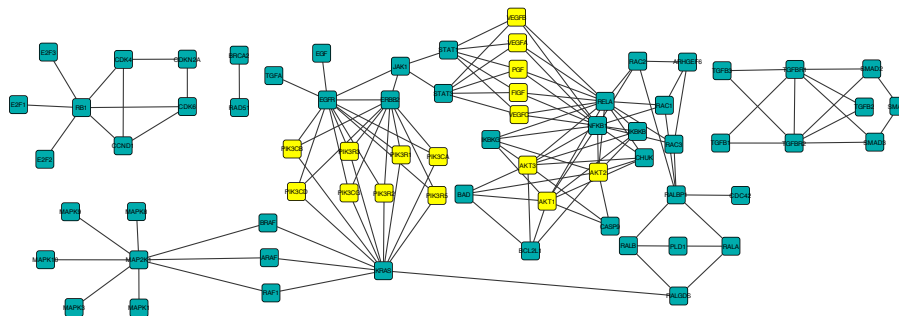 VEGFB
E2F3
CDK4
CDKN2A
BRCA2
EGF
JAK1
STAT1
VEGFA
RAC2
ARHGEF6
TGFB3
TGFBR1
SMAD2
TGFA
EGFR
ERBB2
STAT3
PGF
FIGF
RELA
RAC1
TGFB2
E2F1
RB1
CDK6
RAD51
VEGFC
NFKB1
IKBKB
CCND1
PIK3CB
PIK3R3
PIK3R1
PIK3CA
IKBKG
RAC3
TGFB1
TGFBR2
SMAD3
E2F2
AKT3
AKT2
CHUK
PIK3CD
PIK3CG
PIK3R2
PIK3R5
BAD
AKT1
RALBP1
CDC42
MAPK9
MAPK8
BRAF
CASP9
MAPK10
MAP2K1
ARAF
KRAS
BCL2L1
RALB
PLD1
RALA
MAPK3
MAPK1
RAF1
RALGDS